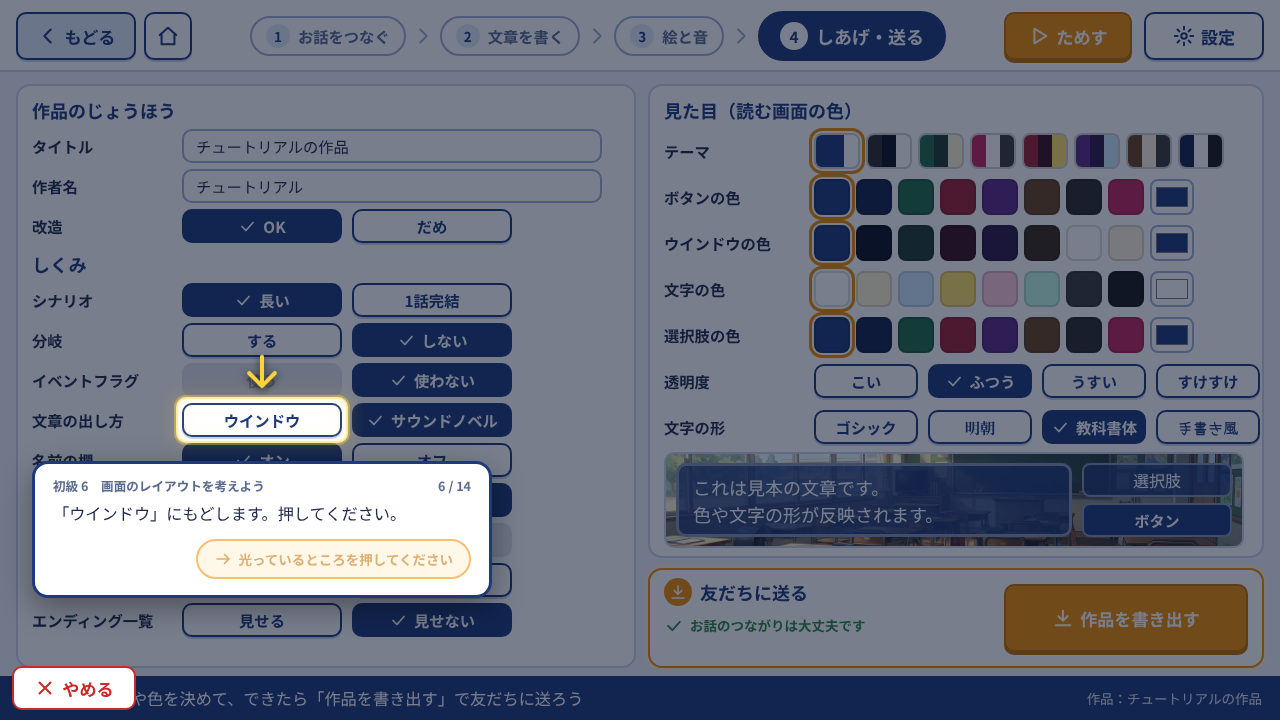 もどる
1 お話をつなぐ
2 文章を書く
3 絵と音
4 しあげ・送る
ためす
設定
作品のじょうほう
タイトル チュートリアルの作品
作者名 チュートリアル
改造 OK だめ
しくみ
シナリオ 長い 1話完結
分岐 する しない
イベントフラグ 使わない
文章の出し方 ウインドウ サウンドノベル
名前の欄 オン オフ
初級 6 画面のレイアウトを考えよう 6 / 14
「ウインドウ」にもどします。押してください。
光っているところを押してください
エンディング一覧 見せる 見せない
見た目（読む画面の色）
テーマ
ボタンの色
ウインドウの色
文字の色
選択肢の色
透明度 こい ふつう うすい すけすけ
文字の形 ゴシック 明朝 教科書体 手書き風
これは見本の文章です。
色や文字の形が反映されます。
選択肢
ボタン
友だちに送る
お話のつながりは大丈夫です
作品を書き出す
やめる
や色を決めて、できたら「作品を書き出す」で友だちに送ろう
作品：チュートリアルの作品